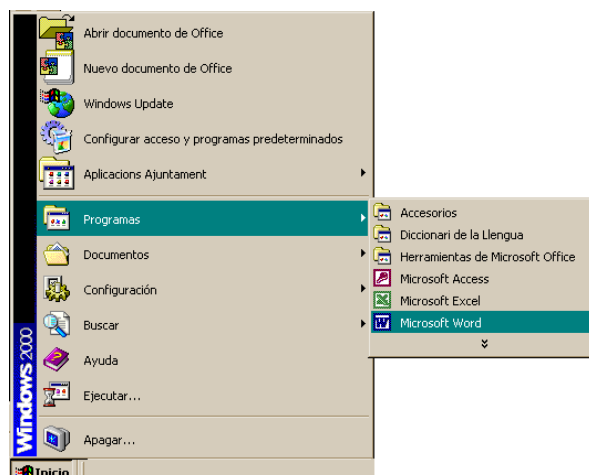 Abrir documento de Office
Nuevo documento de Office
Windows Update
Configurar acceso y programas predeterminados
Aplicacions Ajuntament
Programas
Documentos
Configuración
Buscar
Ayuda
Ejecutar...
Apagar...
Windows 2000
Inicio
Accesorios
Diccionari de la Llengua
Herramientas de Microsoft Office
Microsoft Access
Microsoft Excel
Microsoft Word